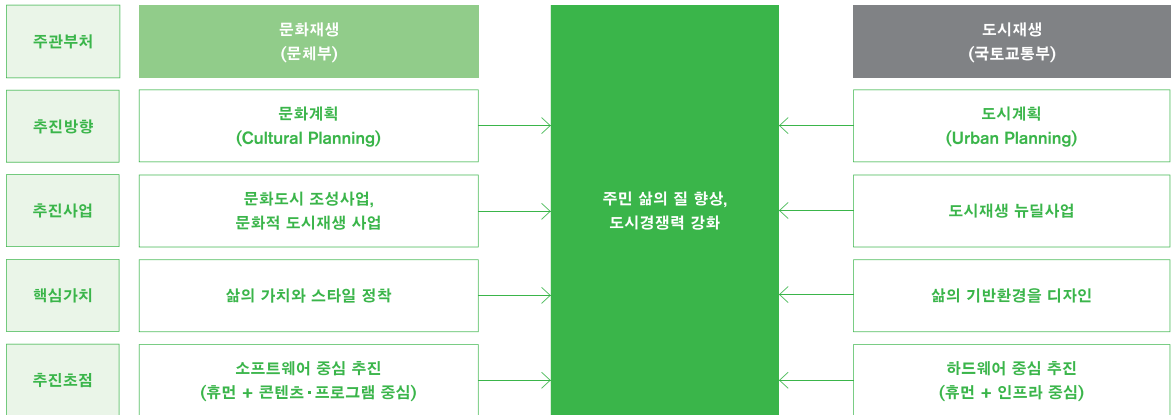 주관부처
문화재생
(문체부)
도시재생
(국토교통부)
추진방향
문화계획
(Cultural Planning)
도시계획
(Urban Planning)
추진사업
문화도시 조성사업,
문화적 도시재생 사업
주민 삶의 질 향상,
도시경쟁력 강화
도시재생 뉴딜사업
핵심가치
삶의 가치와 스타일 정착
삶의 기반환경을 디자인
추진초점
소프트웨어 중심 추진
(휴먼 + 콘텐츠·프로그램 중심)
하드웨어 중심 추진
(휴먼 + 인프라 중심)